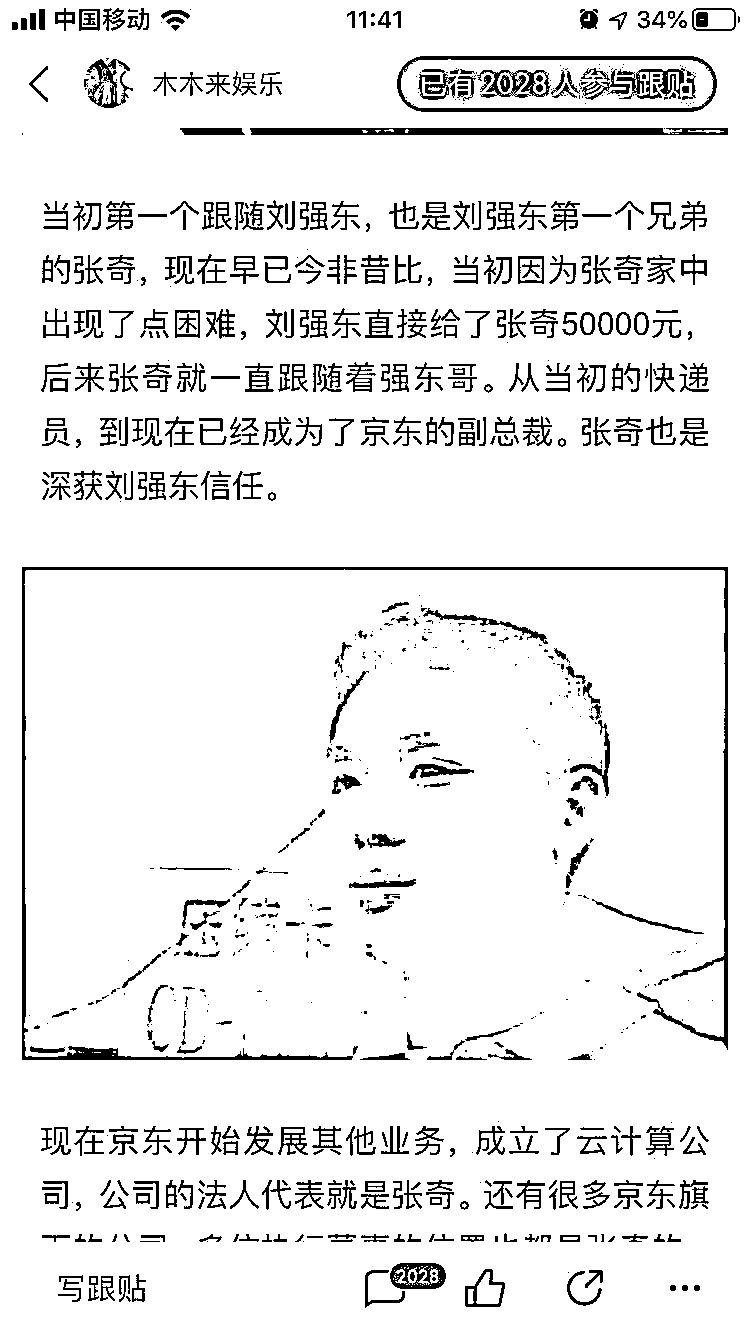 中国移动 11:41 34%
木木来娱乐 已有2028人参与跟贴
当初第一个跟随刘强东，也是刘强东第一个兄弟
的张奇，现在早已今非昔比，当初因为张奇家中
出现了点困难，刘强东直接给了张奇50000元，
后来张奇就一直跟随着强东哥。从当初的快递
员，到现在已经成为了京东的副总裁。张奇也是
深获刘强东信任。
现在京东开始发展其他业务，成立了云计算公
司，公司的法人代表就是张奇。还有很多京东旗
写跟贴 2028